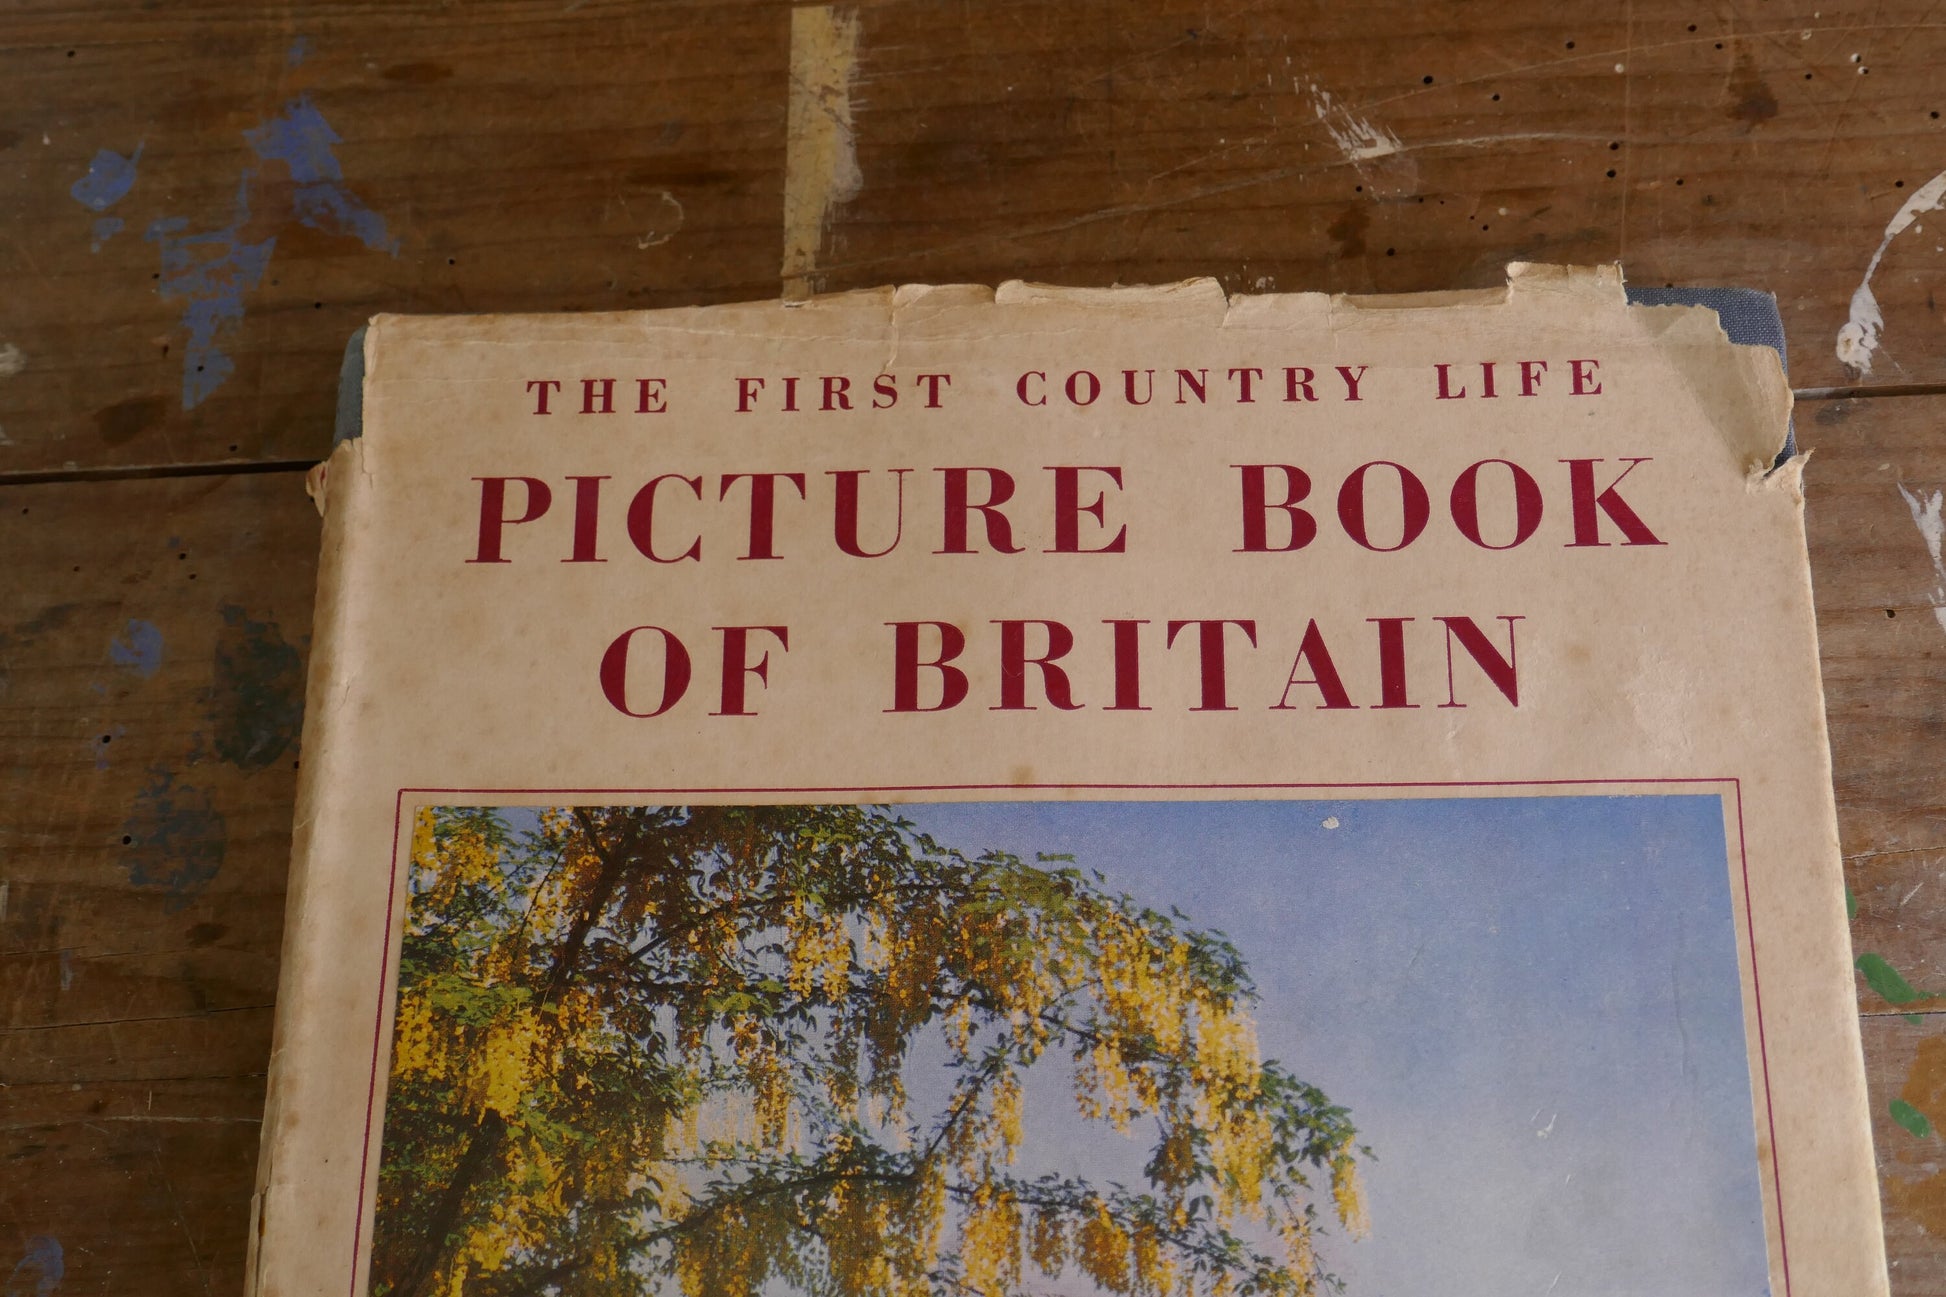 THE FIRST COUNTRY LIFE
PICTURE BOOK
OF BRITAIN